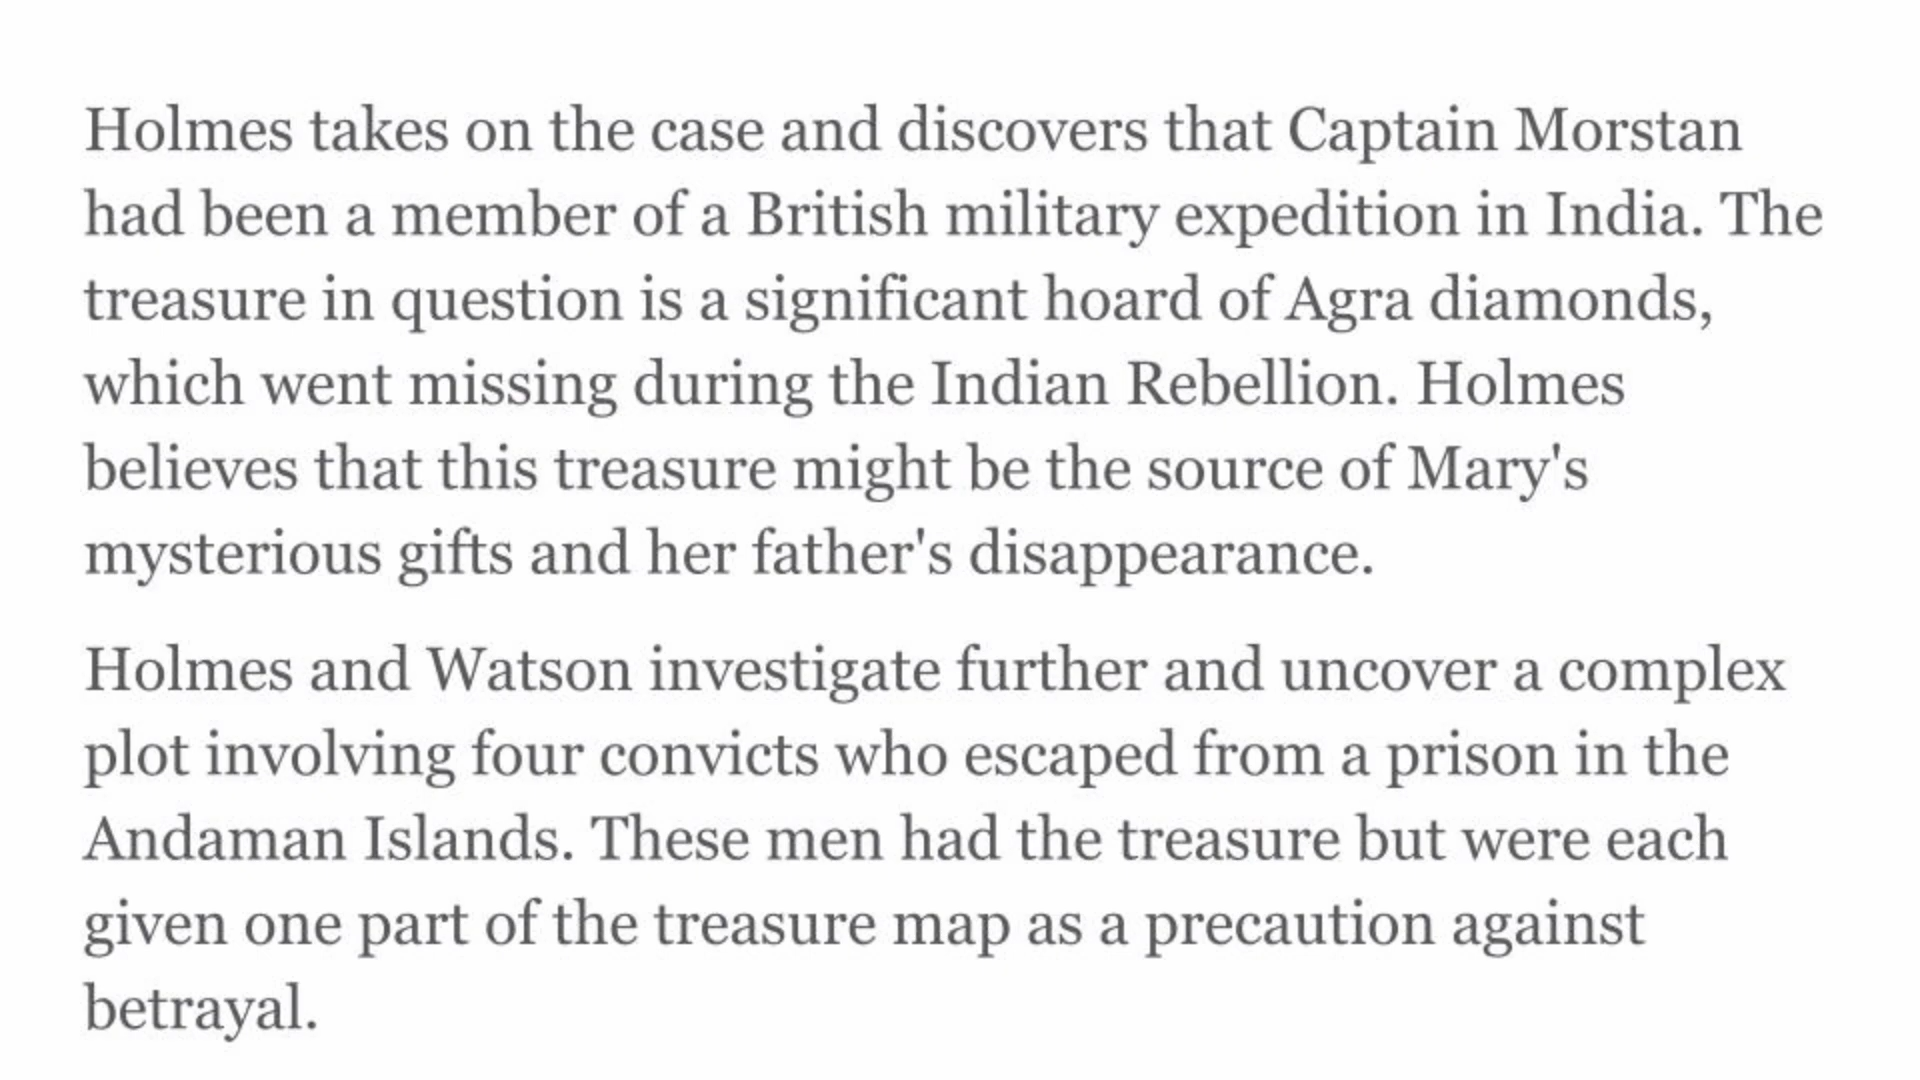 Holmes takes on the case and discovers that Captain Morstan
had been a member of a British military expedition in India. The
treasure in question is a significant hoard of Agra diamonds,
which went missing during the Indian Rebellion. Holmes
believes that this treasure might be the source of Mary's
mysterious gifts and her father's disappearance.
Holmes and Watson investigate further and uncover a complex
plot involving four convicts who escaped from a prison in the
Andaman Islands. These men had the treasure but were each
given one part of the treasure map as a precaution against
betrayal.